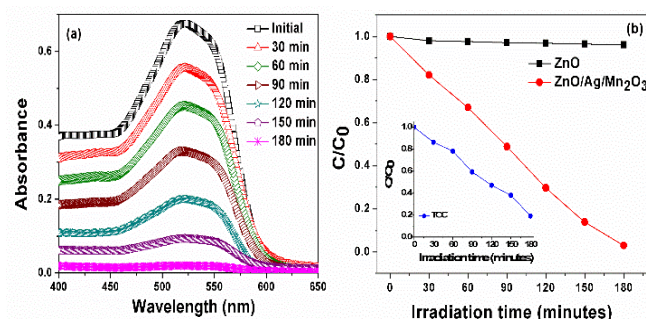 (a)
Initial
30 min
60 min
90 min
120 min
150 min
180 min
Absorbance
0.6
0.4
0.2
0.0
400 450 500 550 600 650
Wavelength (nm)
(b)
ZnO
ZnO/Ag/Mn₂O₃
C/C₀
1.0
0.8
0.6
0.4
0.2
0.0
0 30 60 90 120 150 180
Irradiation time (minutes)
C/C₀
1.0
0.8
0.6
0.4
0.2
0.0
TCC
0 30 60 90 120 150 180
Irradiation time (minutes)